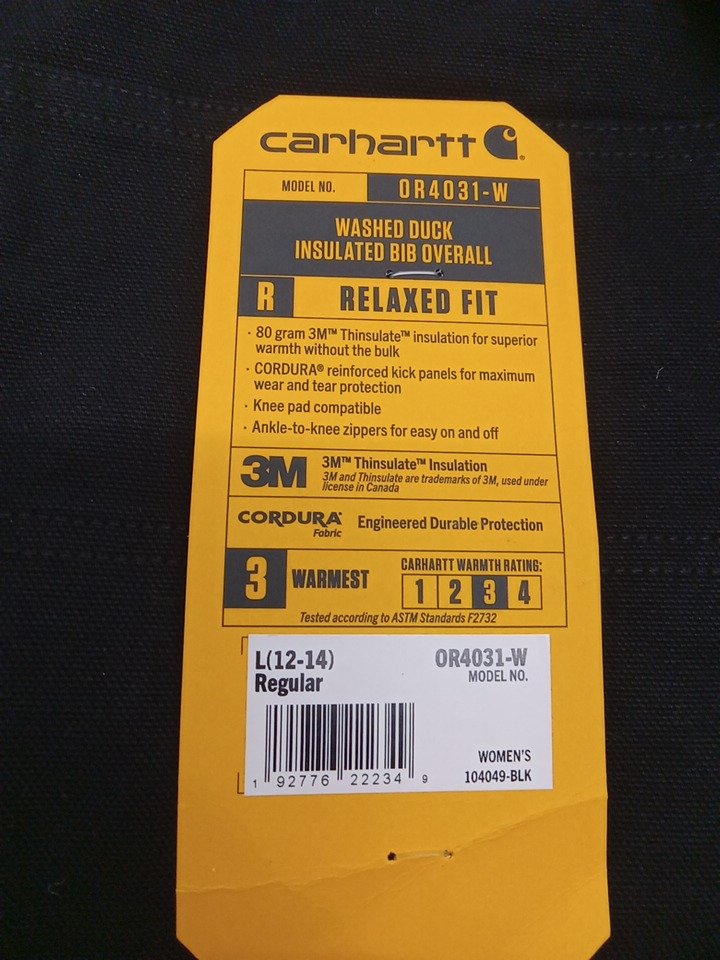 carhartt
MODEL NO. OR4031-W
WASHED DUCK
INSULATED BIB OVERALL
R RELAXED FIT
· 80 gram 3M™ Thinsulate™ insulation for superior
warmth without the bulk
· CORDURA® reinforced kick panels for maximum
wear and tear protection
· Knee pad compatible
· Ankle-to-knee zippers for easy on and off
3M 3M™ Thinsulate™ Insulation
3M and Thinsulate are trademarks of 3M, used under
license in Canada
CORDURA® Engineered Durable Protection
Fabric
3 WARMEST CARHARTT WARMTH RATING:
1 2 3 4
Tested according to ASTM Standards F2732
L(12-14) OR4031-W
Regular MODEL NO.
WOMEN'S
104049-BLK
1 92776 22234 9